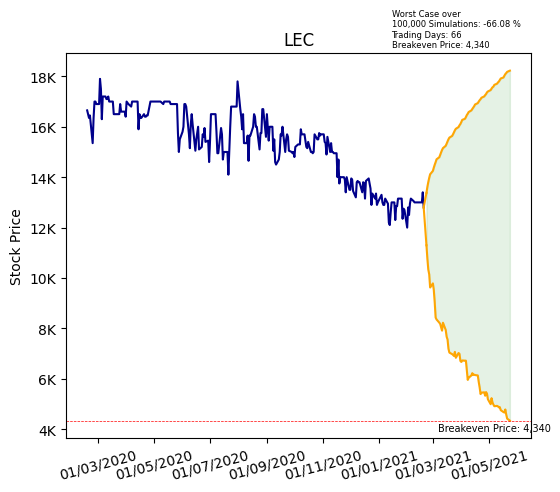 Worst Case over
100,000 Simulations: -66.08 %
Trading Days: 66
Breakeven Price: 4,340
LEC
Stock Price
18K
16K
14K
12K
10K
8K
6K
4K
Breakeven Price: 4,340
01/03/2020
01/05/2020
01/07/2020
01/09/2020
01/11/2020
01/01/2021
01/03/2021
01/05/2021